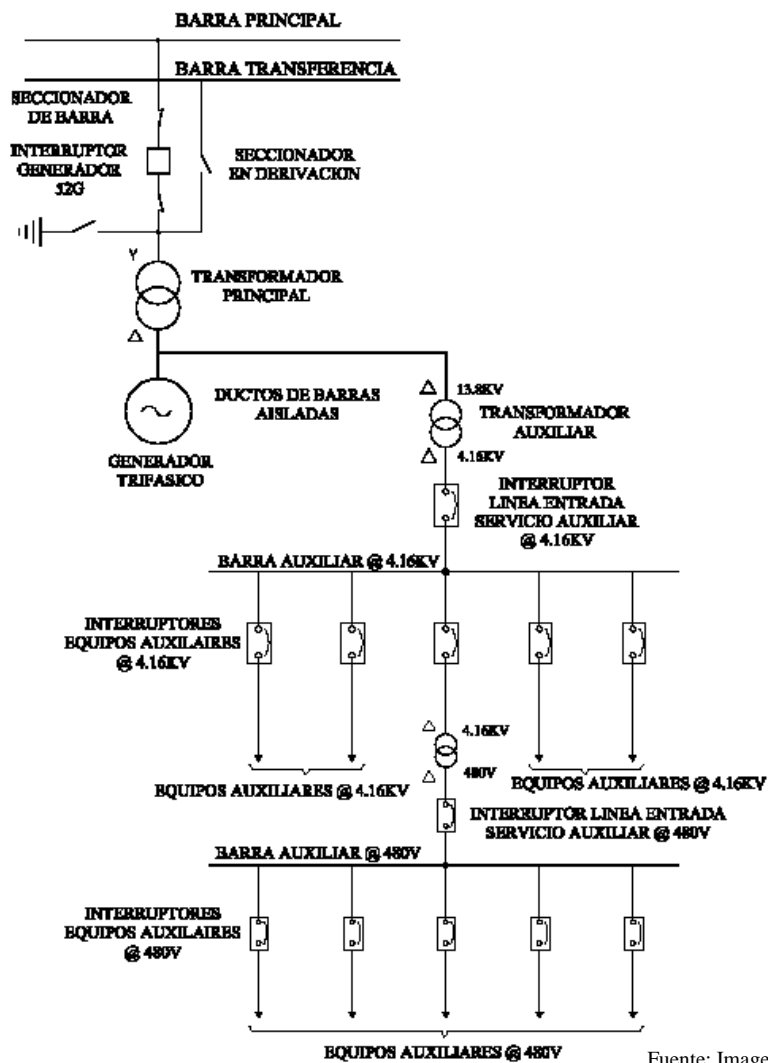 BARRA PRINCIPAL
BARRA TRANSFERENCIA
SECCIONADOR
DE BARRA
INTERRUPTOR
GENERADOR
52G
SECCIONADOR
EN DERIVACION
Y
TRANSFORMADOR
PRINCIPAL
Δ
DUCTOS DE BARRAS
AISLADAS
GENERADOR
TRIFASICO
Δ 13.8KV
TRANSFORMADOR
AUXILIAR
Δ 4.16KV
INTERRUPTOR
LINEA ENTRADA
SERVICIO AUXILIAR
@ 4.16KV
BARRA AUXILIAR @ 4.16KV
INTERRUPTORES
EQUIPOS AUXILAIRES
@ 4.16KV
Δ 4.16KV
Δ 480V
EQUIPOS AUXILIARES @ 4.16KV
EQUIPOS AUXILIARES @ 4,16KV
INTERRUPTOR LINEA ENTRADA
SERVICIO AUXILIAR @ 480V
BARRA AUXILIAR @ 480V
INTERRUPTORES
EQUIPOS AUXILAIRES
@ 480V
EQUIPOS AUXILIARES @ 480V
Fuente: Image